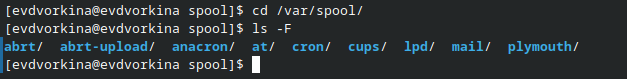 [evdvorkina@evdvorkina spool]$ cd /var/spool/
[evdvorkina@evdvorkina spool]$ ls -F
abrt/ abrt-upload/ anacron/ at/ cron/ cups/ lpd/ mail/ plymouth/
[evdvorkina@evdvorkina spool]$